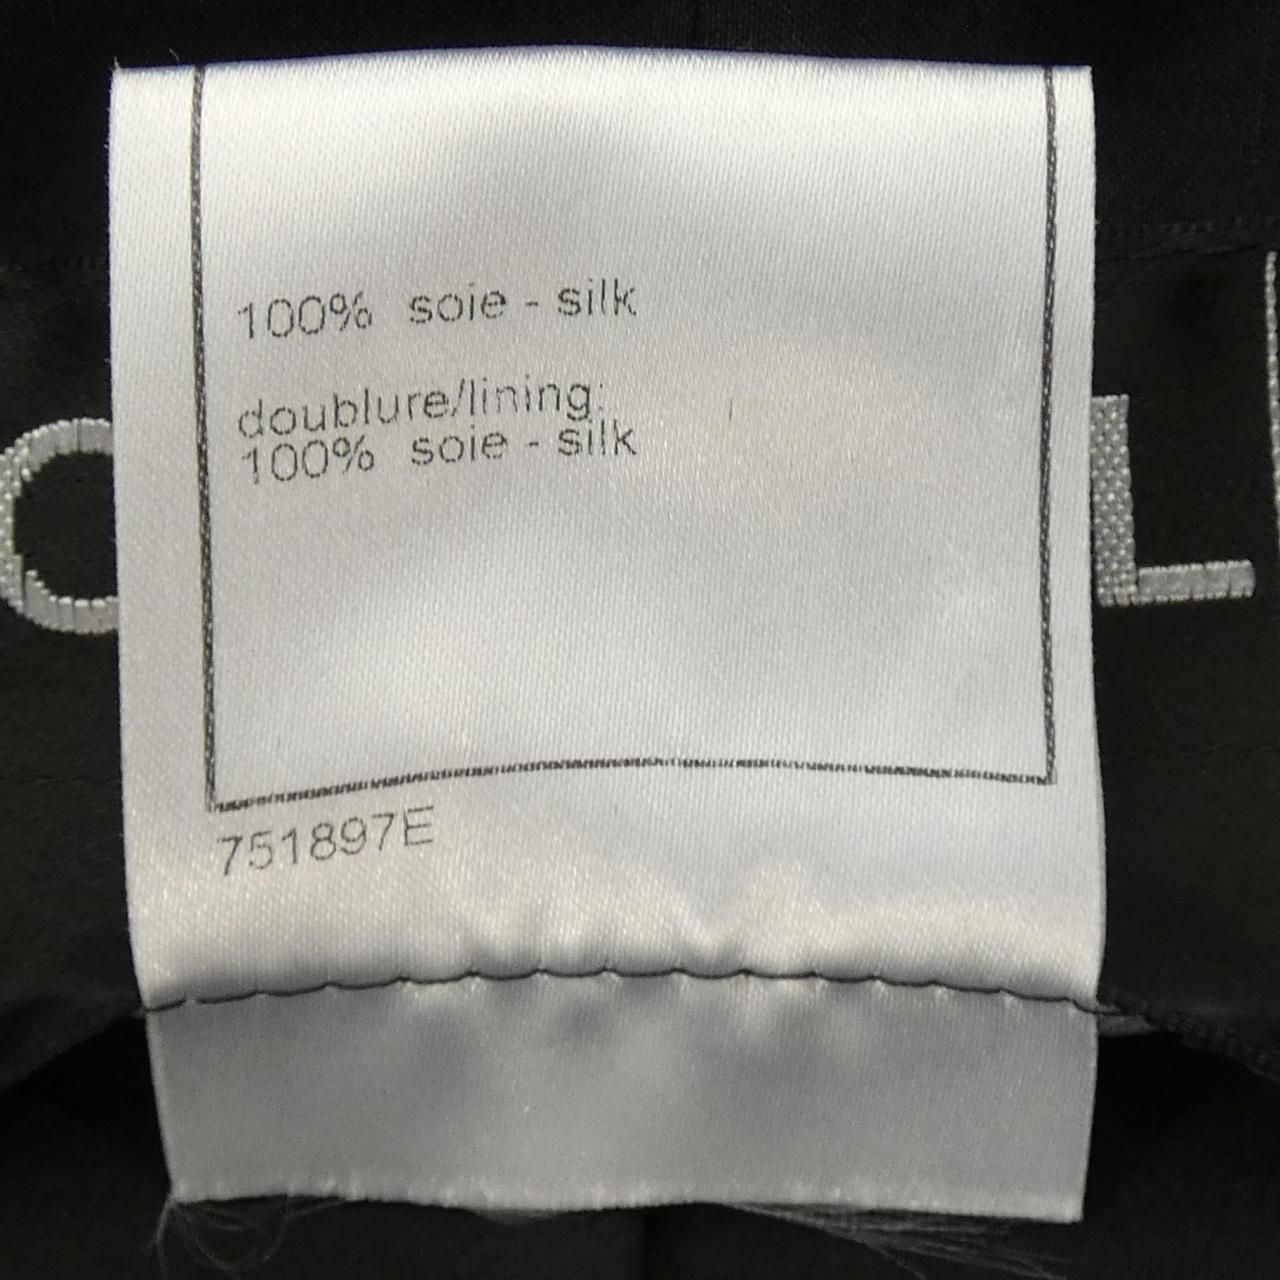 100% soie - silk
doublure/lining:
100% soie - silk
751897E